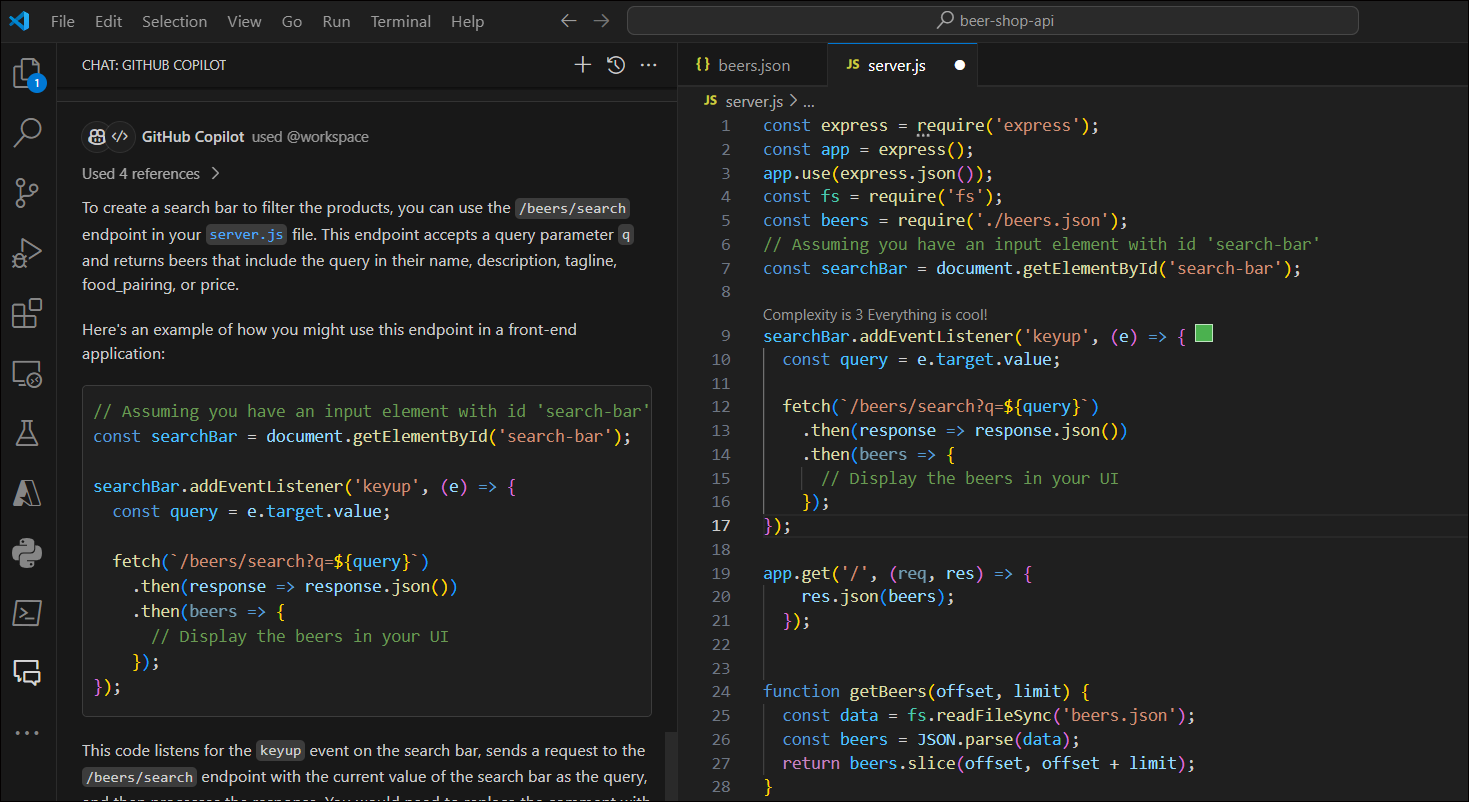 File Edit Selection View Go Run Terminal Help
beer-shop-api
1
CHAT: GITHUB COPILOT
GitHub Copilot used @workspace
Used 4 references
To create a search bar to filter the products, you can use the /beers/search
endpoint in your server.js file. This endpoint accepts a query parameter q
and returns beers that include the query in their name, description, tagline,
food_pairing, or price.
Here's an example of how you might use this endpoint in a front-end
application:
// Assuming you have an input element with id 'search-bar'
const searchBar = document.getElementById('search-bar');
searchBar.addEventListener('keyup', (e) => {
const query = e.target.value;
fetch(`/beers/search?q=${query}`)
.then(response => response.json())
.then(beers => {
// Display the beers in your UI
});
});
This code listens for the keyup event on the search bar, sends a request to the
/beers/search endpoint with the current value of the search bar as the query,
and then processes the response. You would need to replace the comment with
{} beers.json
JS server.js
JS server.js > ...
1 const express = require('express');
2 const app = express();
3 app.use(express.json());
4 const fs = require('fs');
5 const beers = require('./beers.json');
6 // Assuming you have an input element with id 'search-bar'
7 const searchBar = document.getElementById('search-bar');
8
Complexity is 3 Everything is cool!
9 searchBar.addEventListener('keyup', (e) => {
10 const query = e.target.value;
11
12 fetch(`/beers/search?q=${query}`)
13 .then(response => response.json())
14 .then(beers => {
15 // Display the beers in your UI
16 });
17 });
18
19 app.get('/', (req, res) => {
20 res.json(beers);
21 });
22
23
24 function getBeers(offset, limit) {
25 const data = fs.readFileSync('beers.json');
26 const beers = JSON.parse(data);
27 return beers.slice(offset, offset + limit);
28 }